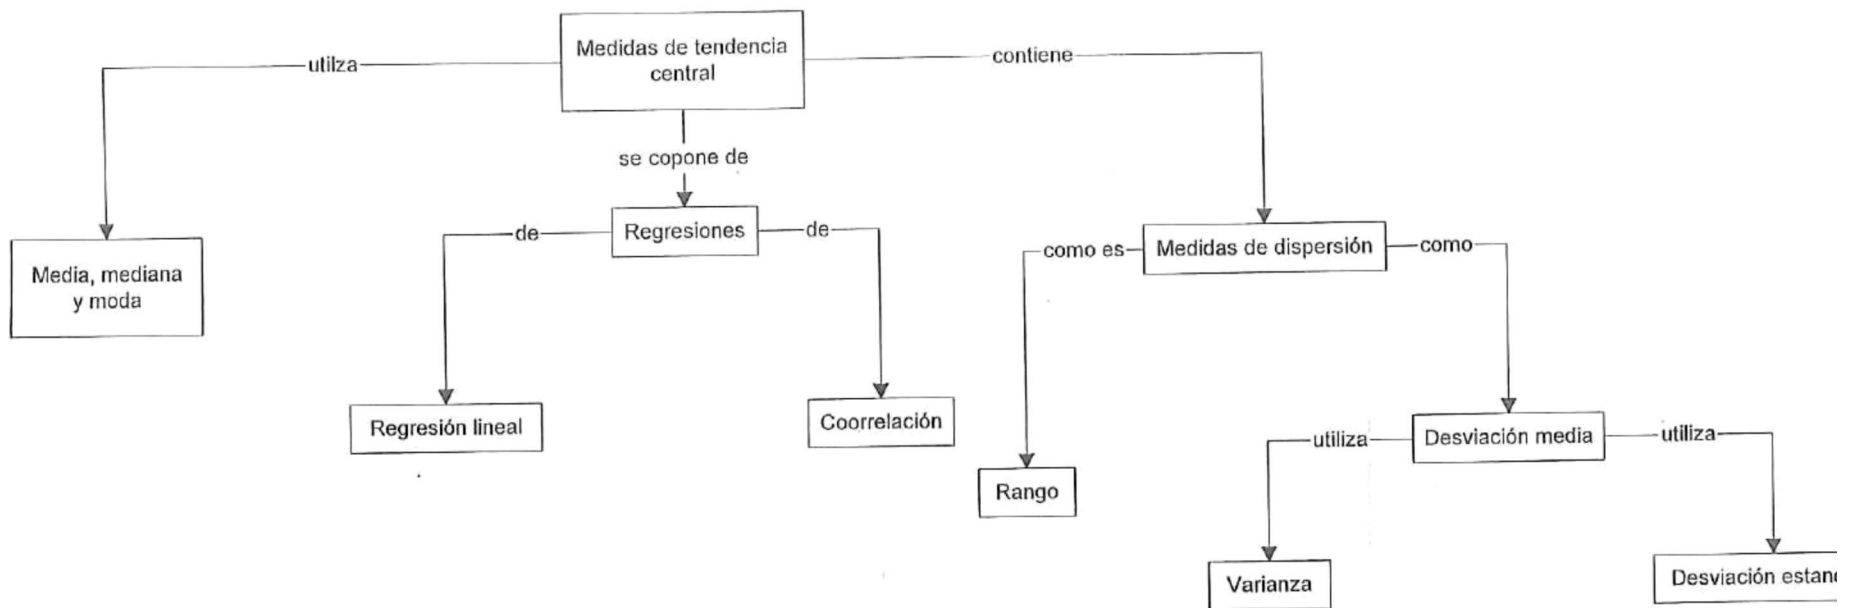 Medidas de tendencia
central
utilza
contiene
se copone de
Regresiones
de
de
Medidas de dispersión
como es
como
Media, mediana
y moda
Regresión lineal
Coorrelación
Desviación media
utiliza
utiliza
Rango
Varianza
Desviación